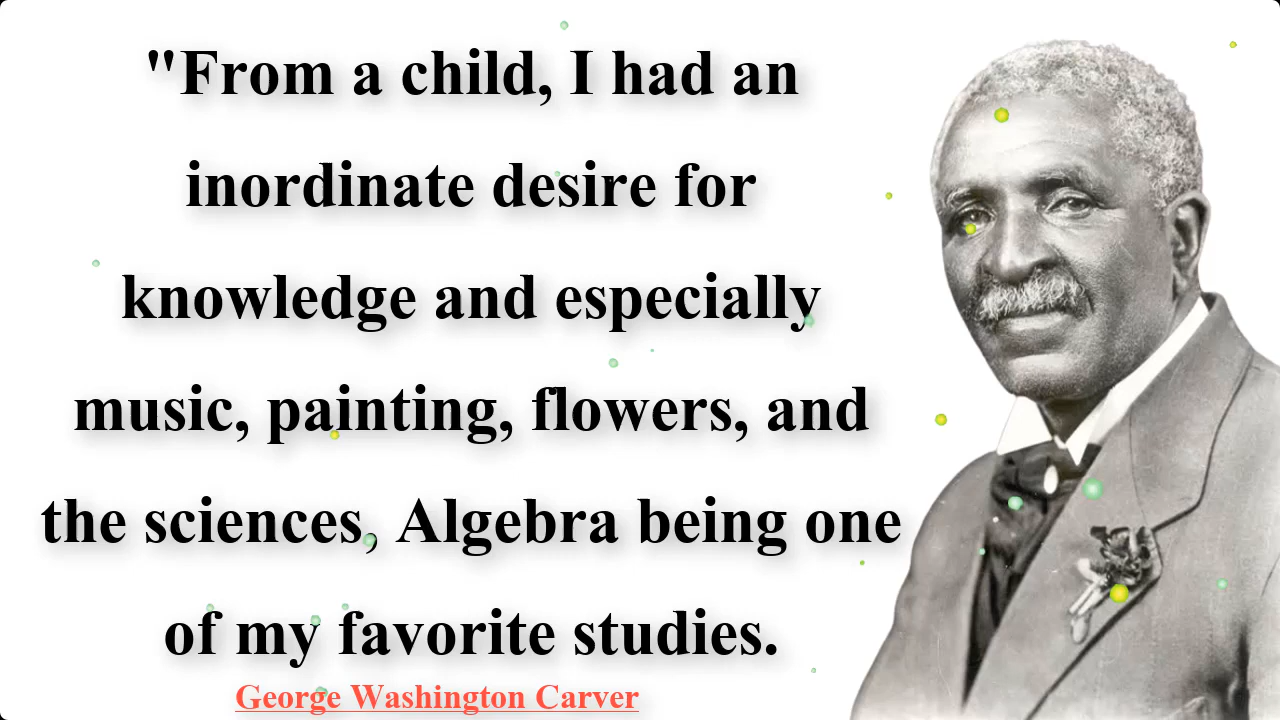 "From a child, I had an
inordinate desire for
knowledge and especially
music, painting, flowers, and
the sciences, Algebra being one
of my favorite studies.
George Washington Carver